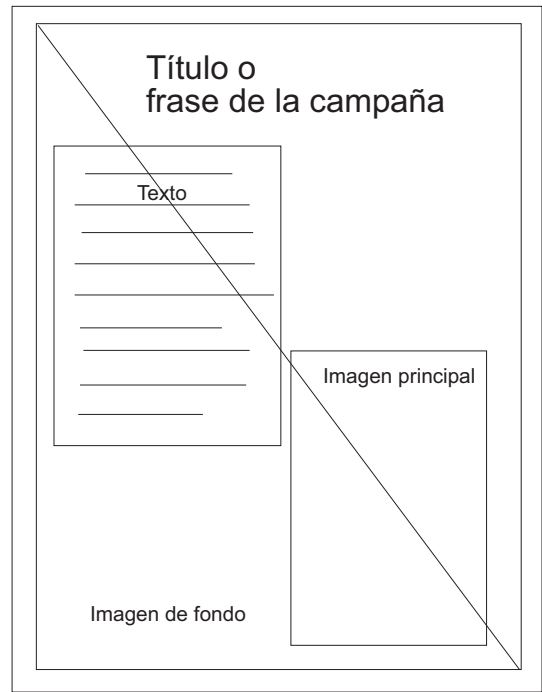 Título o
frase de la campaña
Texto
Imagen principal
Imagen de fondo